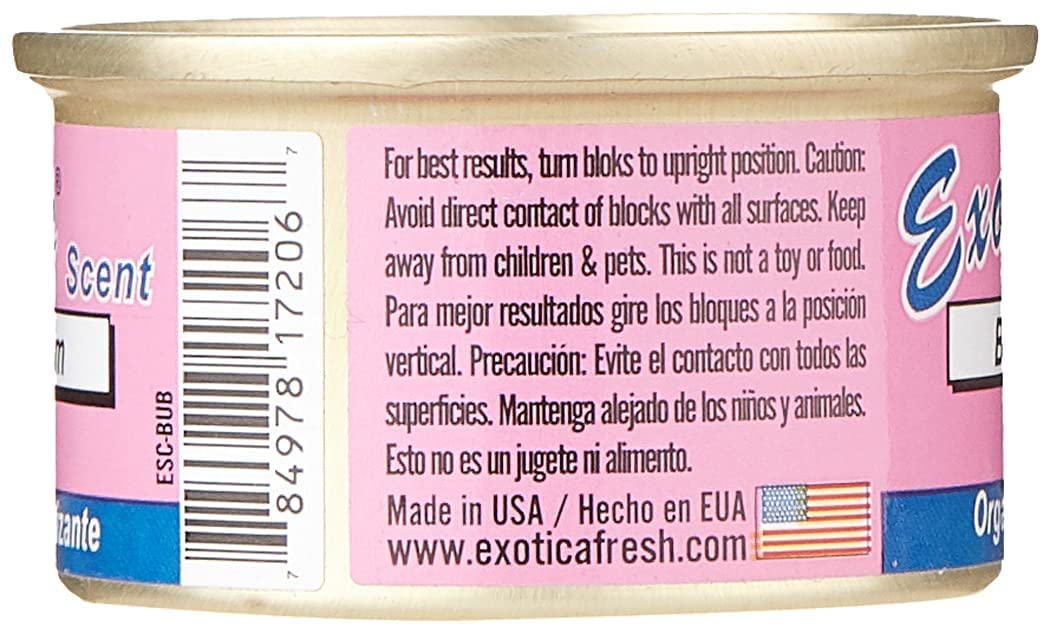 ®
Scent
ESC-BUB
7 84978 17206 7
For best results, turn bloks to upright position. Caution:
Avoid direct contact of blocks with all surfaces. Keep
away from children & pets. This is not a toy or food.
Para mejor resultados gire los bloques a la posición
vertical. Precaución: Evite el contacto con todos las
superficies. Mantenga alejado de los niños y animales.
Esto no es un jugete ni alimento.
Made in USA / Hecho en EUA
www.exoticafresh.com